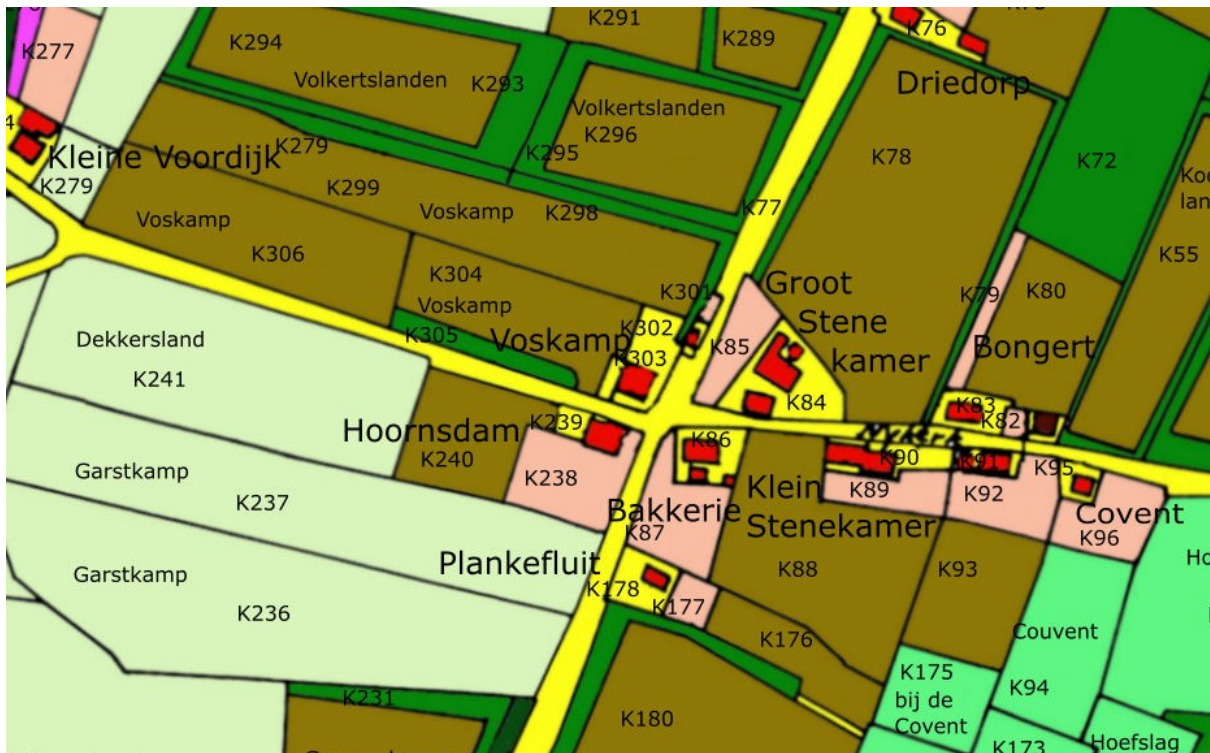 K291
K76
K294
K289
K277
Driedorp
Volkertslanden
K293
Volkertslanden
K296
K279
Kleine Voordijk
K295
K78
K72
K279
K299
K55
Voskamp
Voskamp
K298
K77
K306
K304
K301
Groot
Stene
kamer
K79
K80
Voskamp
K305
K302
Voskamp
K303
K85
Bongert
Dekkersland
K241
K84
K83
K82
K239
Hoornsdam
K240
K86
Nykerk
K90
K91
K95
Garstkamp
K238
K237
Klein
Stenekamer
K89
K92
Bakkerie
K87
Covent
K96
Plankefluit
Garstkamp
K178
K88
K93
K236
K177
K176
Couvent
K175
bij de
Covent
K94
K231
K180
K173
Hoefslag